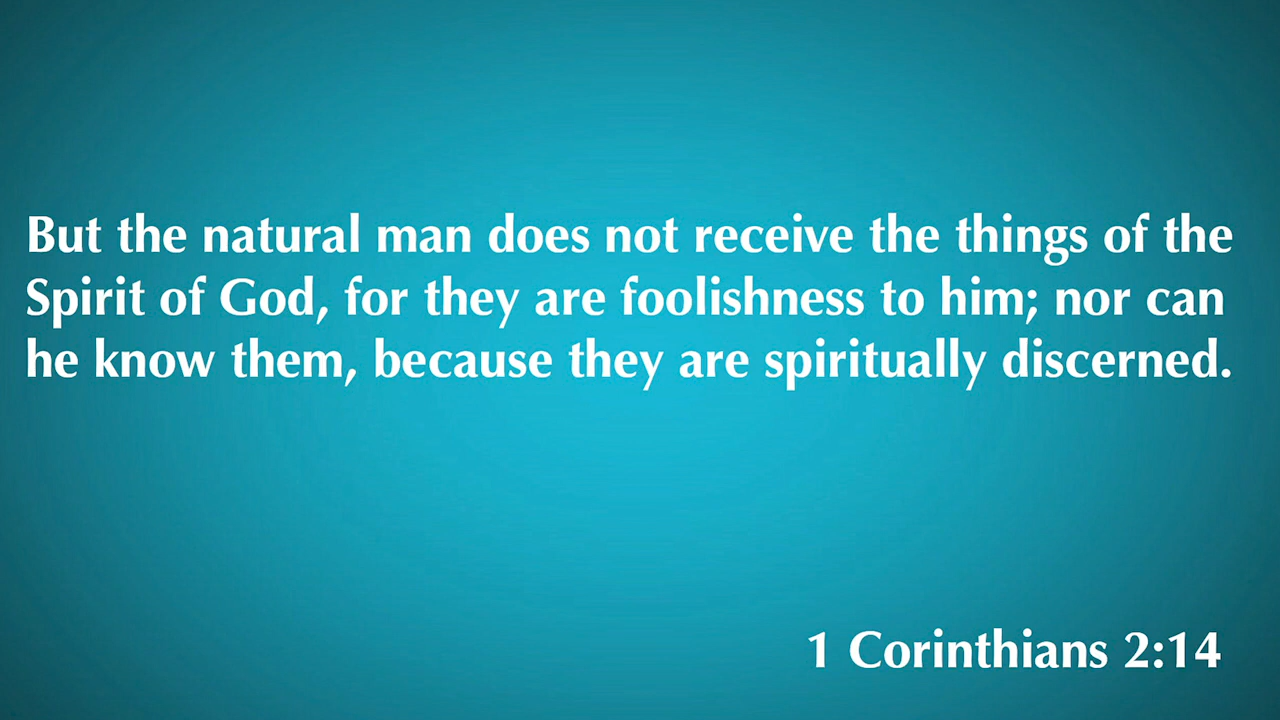 But the natural man does not receive the things of the
Spirit of God, for they are foolishness to him; nor can
he know them, because they are spiritually discerned.
1 Corinthians 2:14